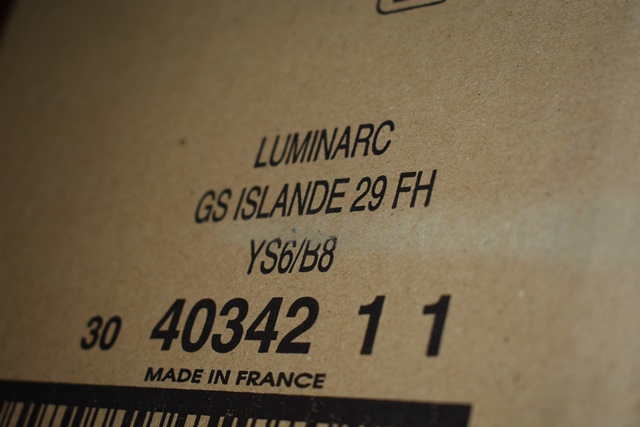 LUMINARC
GS ISLANDE 29 FH
YS6/B8
30 40342 1 1
MADE IN FRANCE